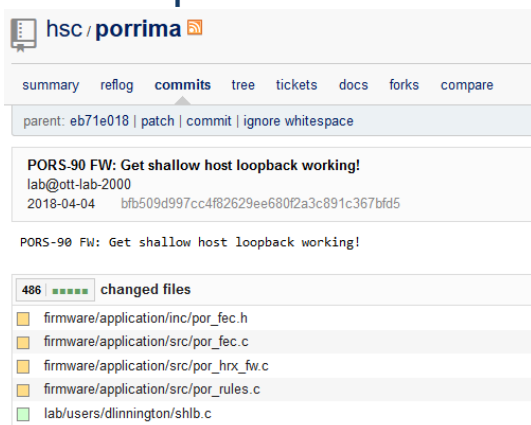 hsc / porrima
summary reflog commits tree tickets docs forks compare
parent: eb71e018 | patch | commit | ignore whitespace
PORS-90 FW: Get shallow host loopback working!
lab@ott-lab-2000
2018-04-04 bfb509d997cc4f82629ee680f2a3c891c367bfd5
PORS-90 FW: Get shallow host loopback working!
486 changed files
firmware/application/inc/por_fec.h
firmware/application/src/por_fec.c
firmware/application/src/por_hrx_fw.c
firmware/application/src/por_rules.c
lab/users/dlinnington/shlb.c